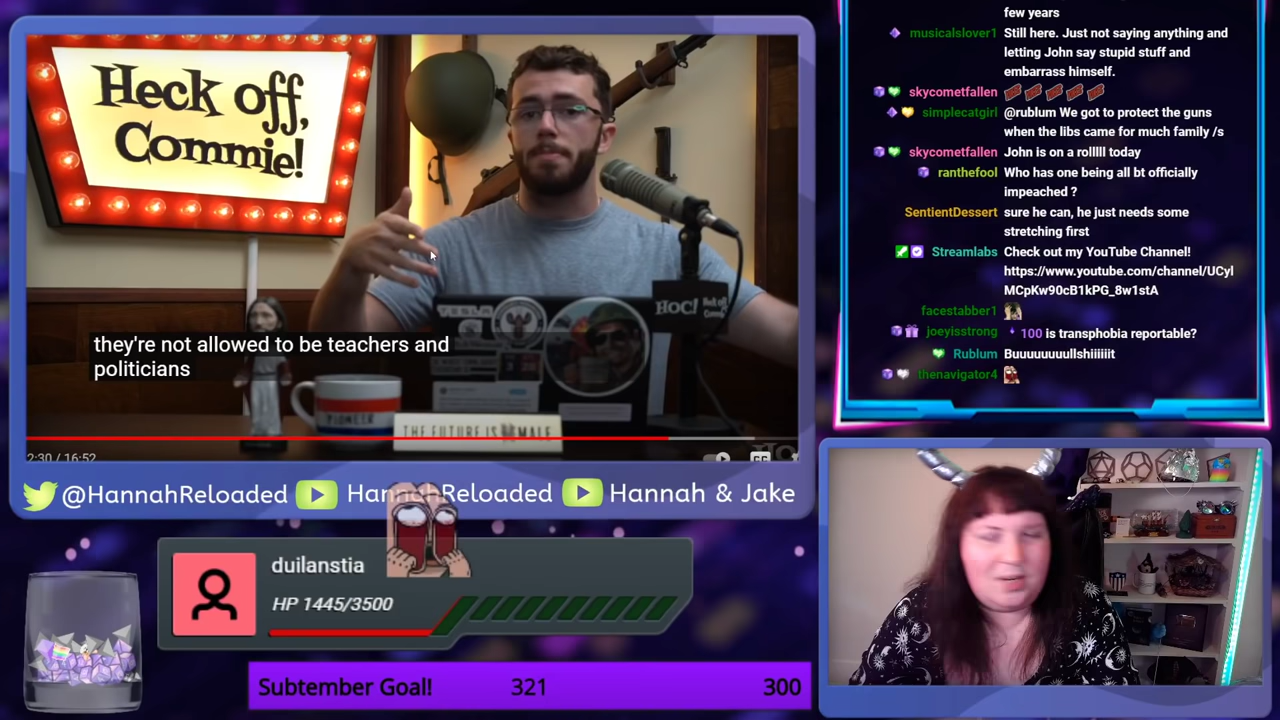 Heck off,
Commie!
TESLA
HOC!
they're not allowed to be teachers and
politicians
PIONEER
THE FUTURE IS MALE
2:30 / 16:52
CC
@HannahReloaded
HannahReloaded
Hannah & Jake
duilanstia
HP 1445/3500
Subtember Goal!
321
300
few years
musicalslover1 Still here. Just not saying anything and
letting John say stupid stuff and
embarrass himself.
skycometfallen
simplecatgirl @rublum We got to protect the guns
when the libs came for much family /s
skycometfallen John is on a rolllll today
ranthefool Who has one being all bt officially
impeached ?
SentientDessert sure he can, he just needs some
stretching first
Streamlabs Check out my YouTube Channel!
https://www.youtube.com/channel/UCyl
MCpKw90cB1kPG_8w1stA
facestabber1
joeyisstrong 100 is transphobia reportable?
Rublum Buuuuuuuullshiiiiiit
thenavigator4